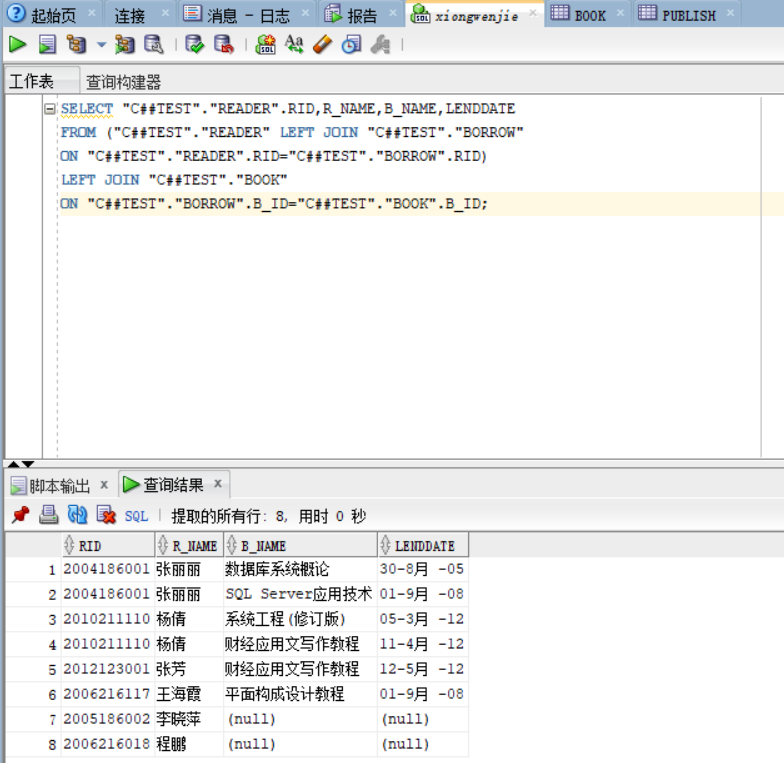 起始页 连接 消息 - 日志 报告 xiongwenjie BOOK PUBLISH
工作表 查询构建器
SELECT "C##TEST"."READER".RID,R_NAME,B_NAME,LENDDATE
FROM ("C##TEST"."READER" LEFT JOIN "C##TEST"."BORROW"
ON "C##TEST"."READER".RID="C##TEST"."BORROW".RID)
LEFT JOIN "C##TEST"."BOOK"
ON "C##TEST"."BORROW".B_ID="C##TEST"."BOOK".B_ID;
脚本输出 查询结果
SQL | 提取的所有行: 8, 用时 0 秒
RID R_NAME B_NAME LENDDATE
1 2004186001 张丽丽 数据库系统概论 30-8月 -05
2 2004186001 张丽丽 SQL Server应用技术 01-9月 -08
3 2010211110 杨倩 系统工程(修订版) 05-3月 -12
4 2010211110 杨倩 财经应用文写作教程 11-4月 -12
5 2012123001 张芳 财经应用文写作教程 12-5月 -12
6 2006216117 王海霞 平面构成设计教程 01-9月 -08
7 2005186002 李晓萍 (null) (null)
8 2006216018 程鹏 (null) (null)